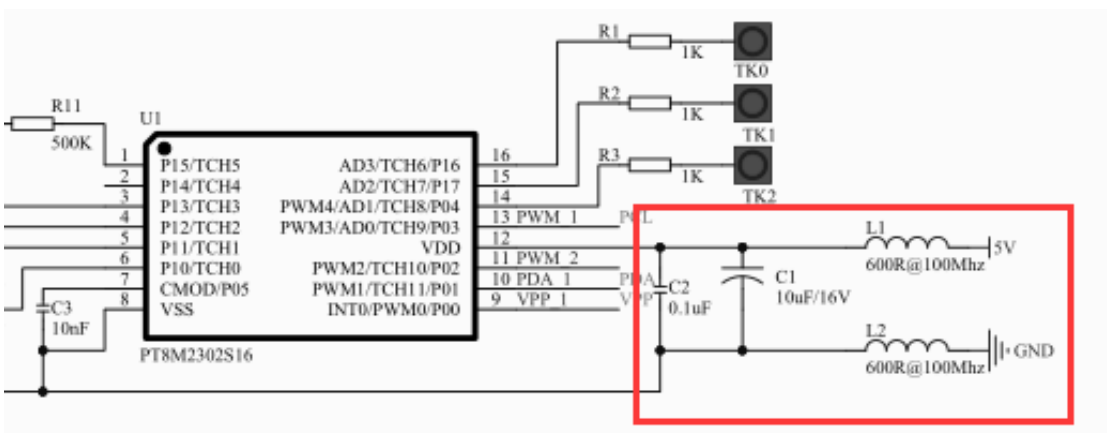 R1
1K
TK0
R2
1K
TK1
R3
1K
TK2
R11
500K
U1
1 P15/TCH5 AD3/TCH6/P16 16
2 P14/TCH4 AD2/TCH7/P17 15
3 P13/TCH3 PWM4/AD1/TCH8/P04 14
4 P12/TCH2 PWM3/AD0/TCH9/P03 13 PWM_1 PCL
5 P11/TCH1 VDD 12
6 P10/TCH0 PWM2/TCH10/P02 11 PWM_2
7 CMOD/P05 PWM1/TCH11/P01 10 PDA_1 PDA
8 VSS INT0/PWM0/P00 9 VPP_1 VPP
PT8M2302S16
C3
10nF
C2
0.1uF
C1
10uF/16V
L1
600R@100Mhz
5V
L2
600R@100Mhz
GND